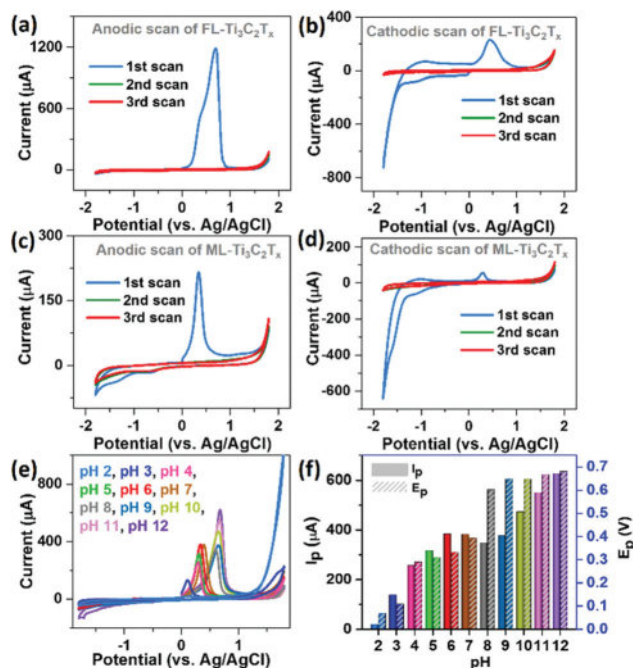 (a)
Anodic scan of FL-Ti₃C₂Tₓ
1200
800
400
0
1st scan
2nd scan
3rd scan
Current (µA)
-2 -1 0 1 2
Potential (vs. Ag/AgCl)
(b)
Cathodic scan of FL-Ti₃C₂Tₓ
200
0
-400
-800
1st scan
2nd scan
3rd scan
Current (µA)
-2 -1 0 1 2
Potential (vs. Ag/AgCl)
(c)
Anodic scan of ML-Ti₃C₂Tₓ
250
150
75
0
1st scan
2nd scan
3rd scan
Current (µA)
-2 -1 0 1 2
Potential (vs. Ag/AgCl)
(d)
Cathodic scan of ML-Ti₃C₂Tₓ
200
0
-200
-400
-600
1st scan
2nd scan
3rd scan
Current (µA)
-2 -1 0 1 2
Potential (vs. Ag/AgCl)
(e)
pH 2, pH 3, pH 4,
pH 5, pH 6, pH 7,
pH 8, pH 9, pH 10,
pH 11, pH 12
800
400
0
Current (µA)
-1 0 1
Potential (vs. Ag/AgCl)
(f)
Iₚ
Eₚ
600
400
200
0
Iₚ (µA)
0.7
0.6
0.5
0.4
0.3
0.2
0.1
0.0
Eₚ (V)
2 3 4 5 6 7 8 9 10 11 12
pH